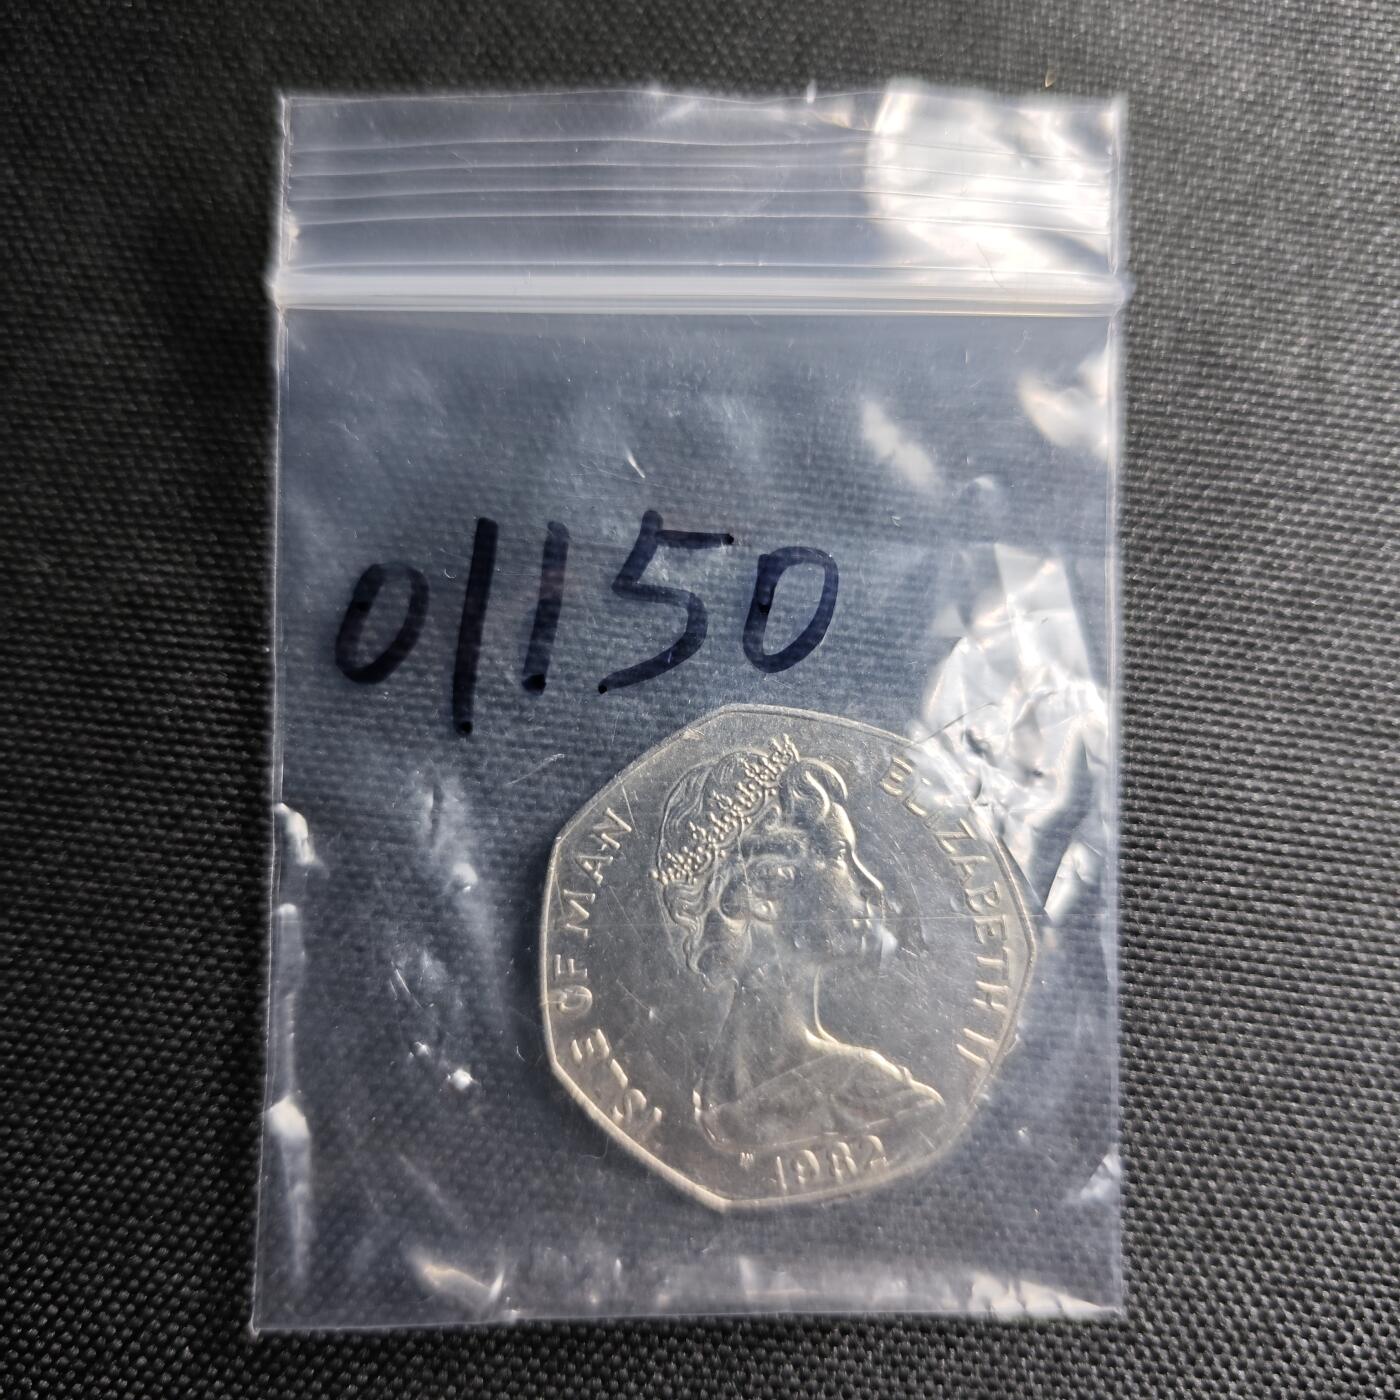 01150
ISLE OF MAN
ELIZABETH II
1982